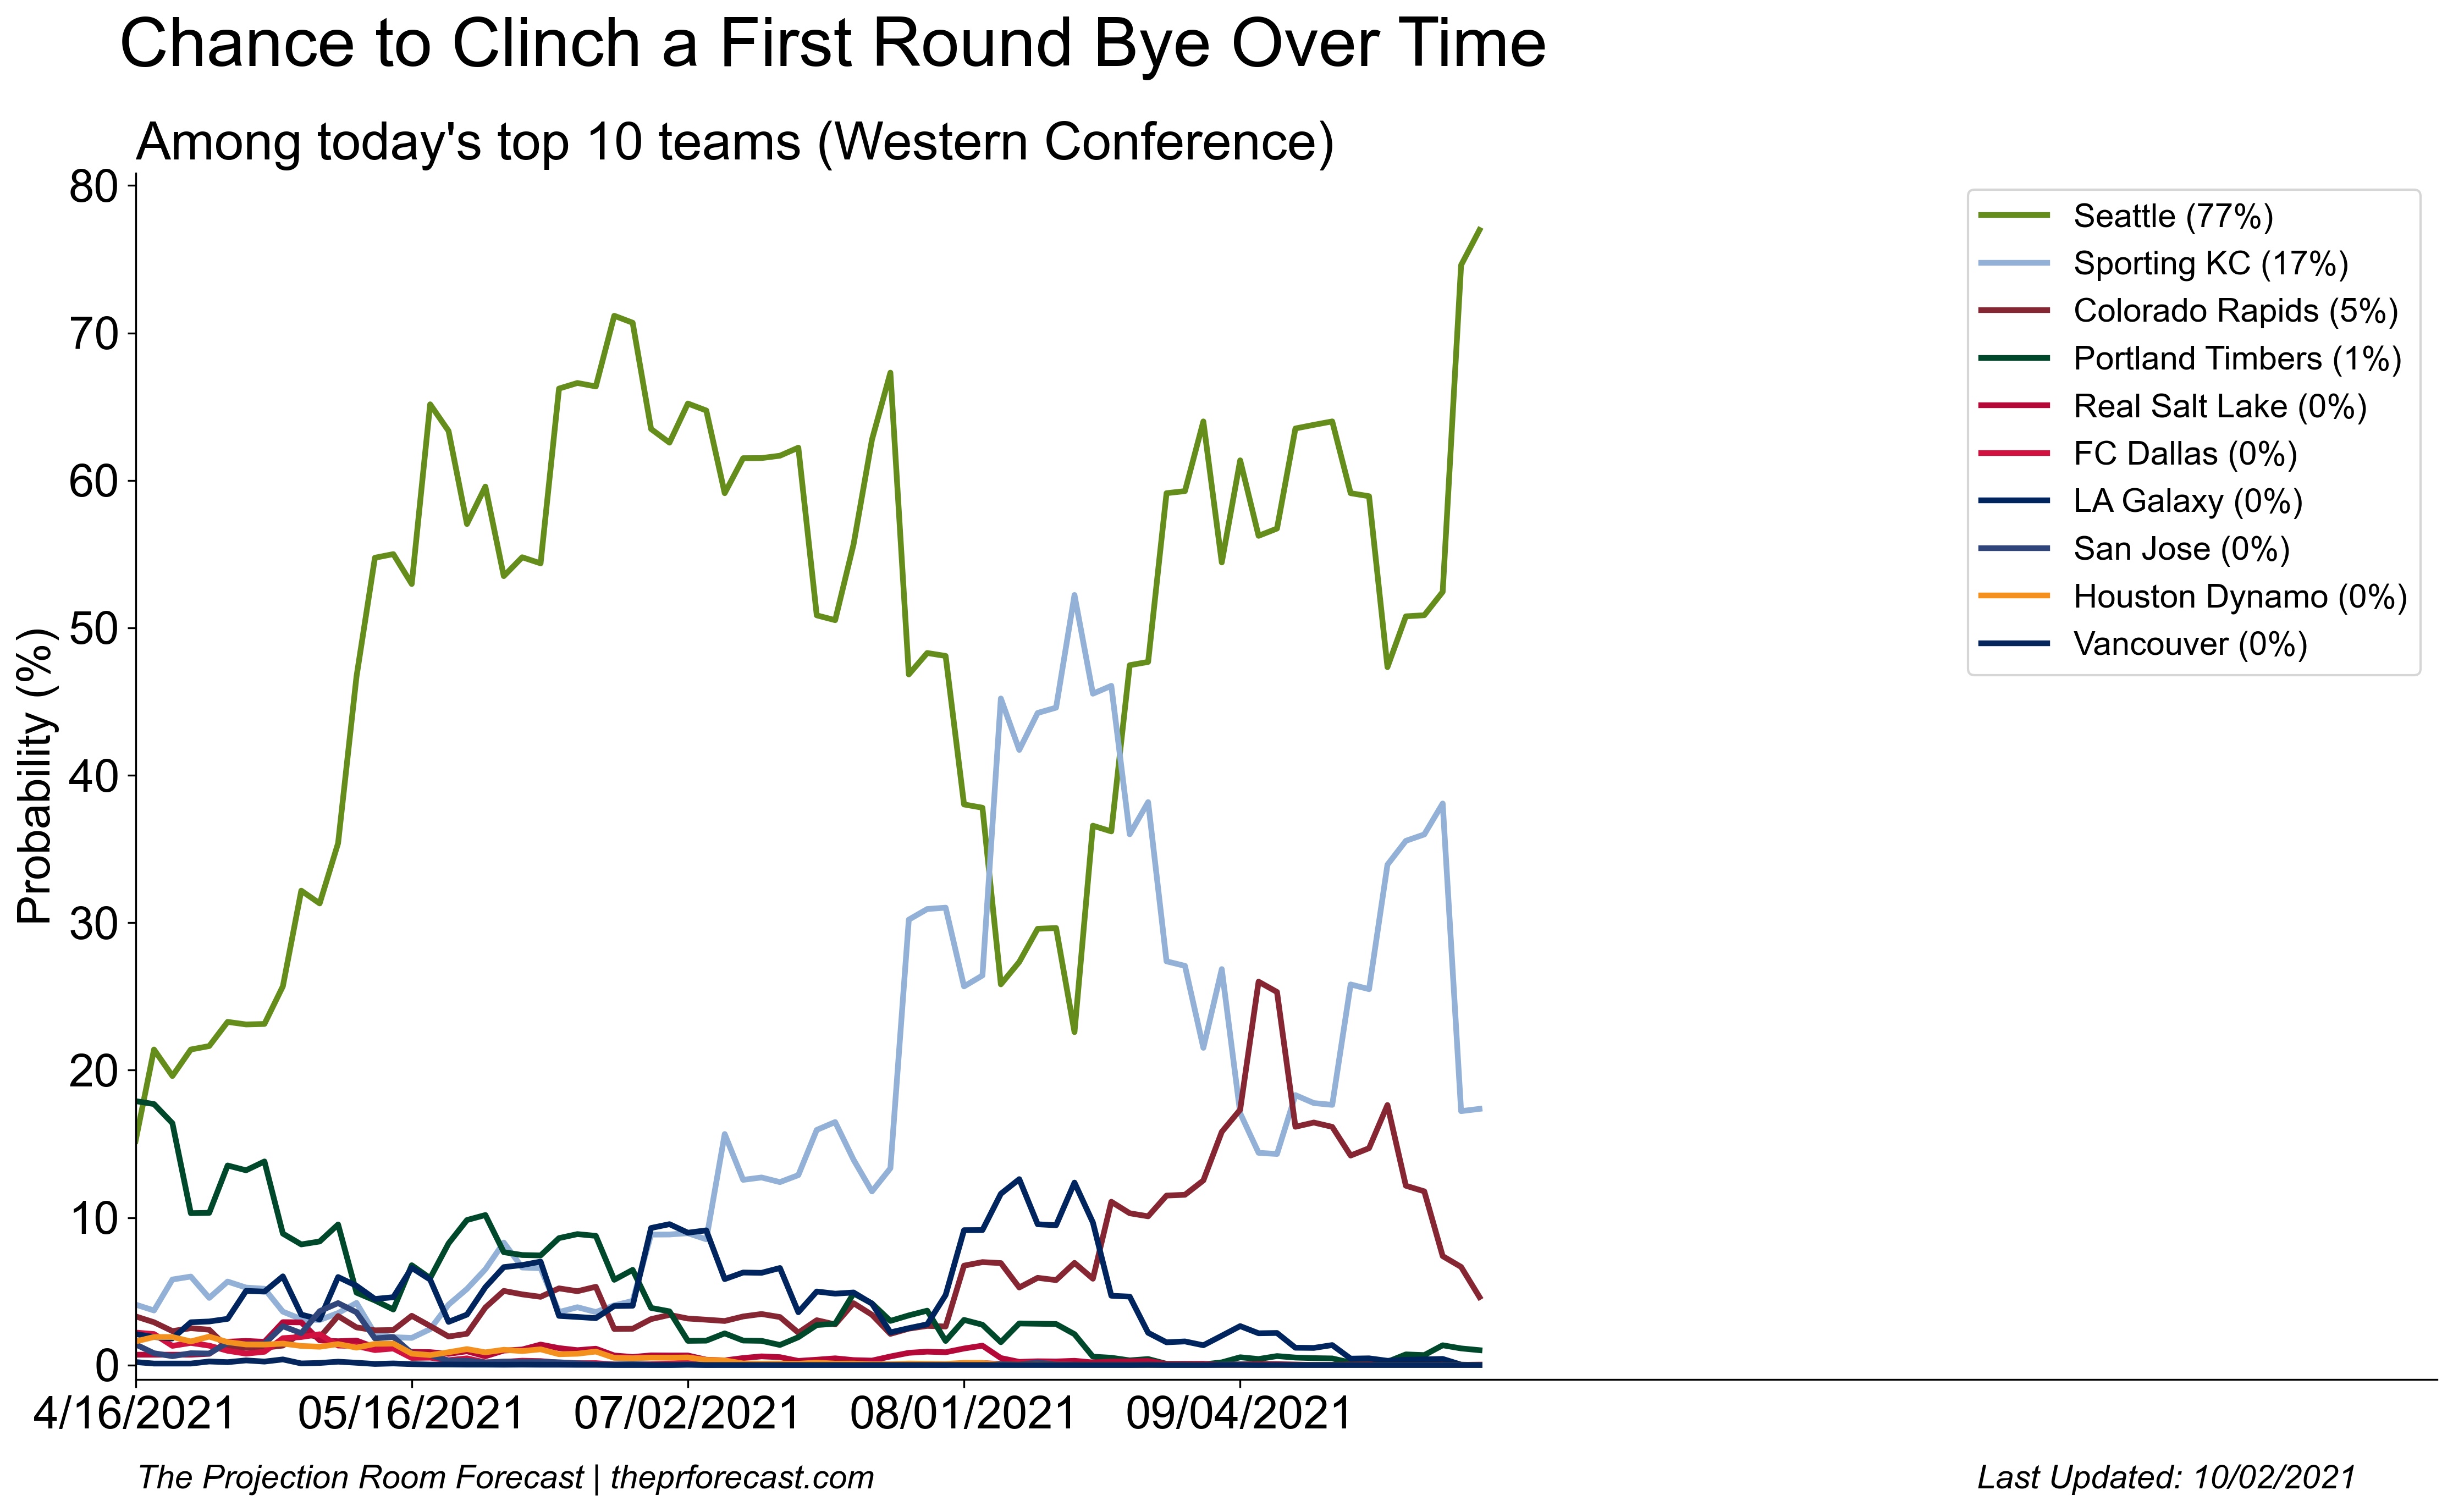 Chance to Clinch a First Round Bye Over Time
Among today's top 10 teams (Western Conference)
80
70
60
50
40
30
20
10
0
Probability (%)
Seattle (77%)
Sporting KC (17%)
Colorado Rapids (5%)
Portland Timbers (1%)
Real Salt Lake (0%)
FC Dallas (0%)
LA Galaxy (0%)
San Jose (0%)
Houston Dynamo (0%)
Vancouver (0%)
4/16/2021 05/16/2021 07/02/2021 08/01/2021 09/04/2021
The Projection Room Forecast | theprforecast.com
Last Updated: 10/02/2021